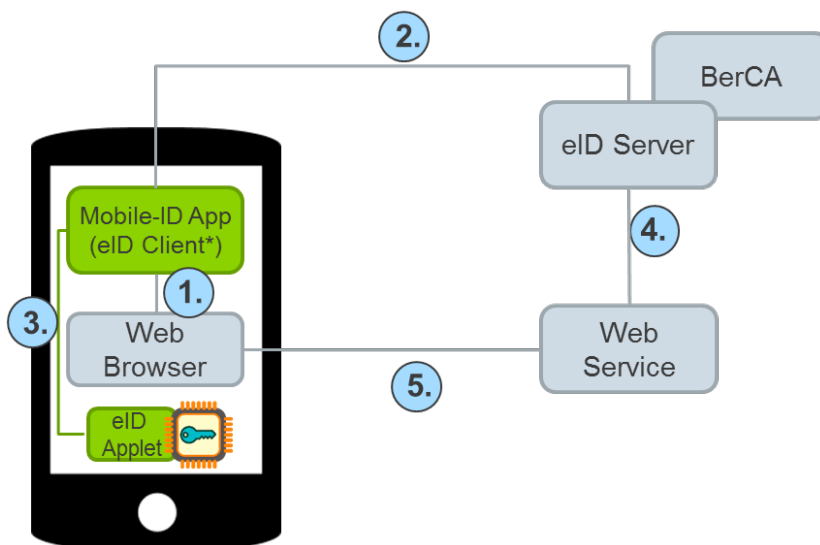 2.
BerCA
eID Server
Mobile-ID App
(eID Client*)
4.
1.
3.
Web
Browser
Web
Service
5.
eID
Applet